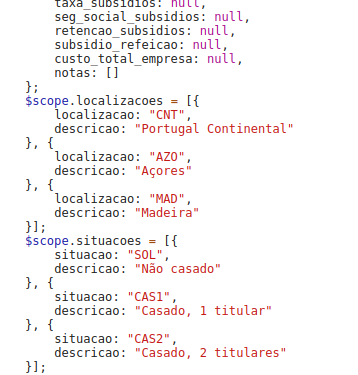 taxa_subsidios: null,
seg_social_subsidios: null,
retencao_subsidios: null,
subsidio_refeicao: null,
custo_total_empresa: null,
notas: []
};
$scope.localizacoes = [{
localizacao: "CNT",
descricao: "Portugal Continental"
}, {
localizacao: "AZO",
descricao: "Açores"
}, {
localizacao: "MAD",
descricao: "Madeira"
}];
$scope.situacoes = [{
situacao: "SOL",
descricao: "Não casado"
}, {
situacao: "CAS1",
descricao: "Casado, 1 titular"
}, {
situacao: "CAS2",
descricao: "Casado, 2 titulares"
}];